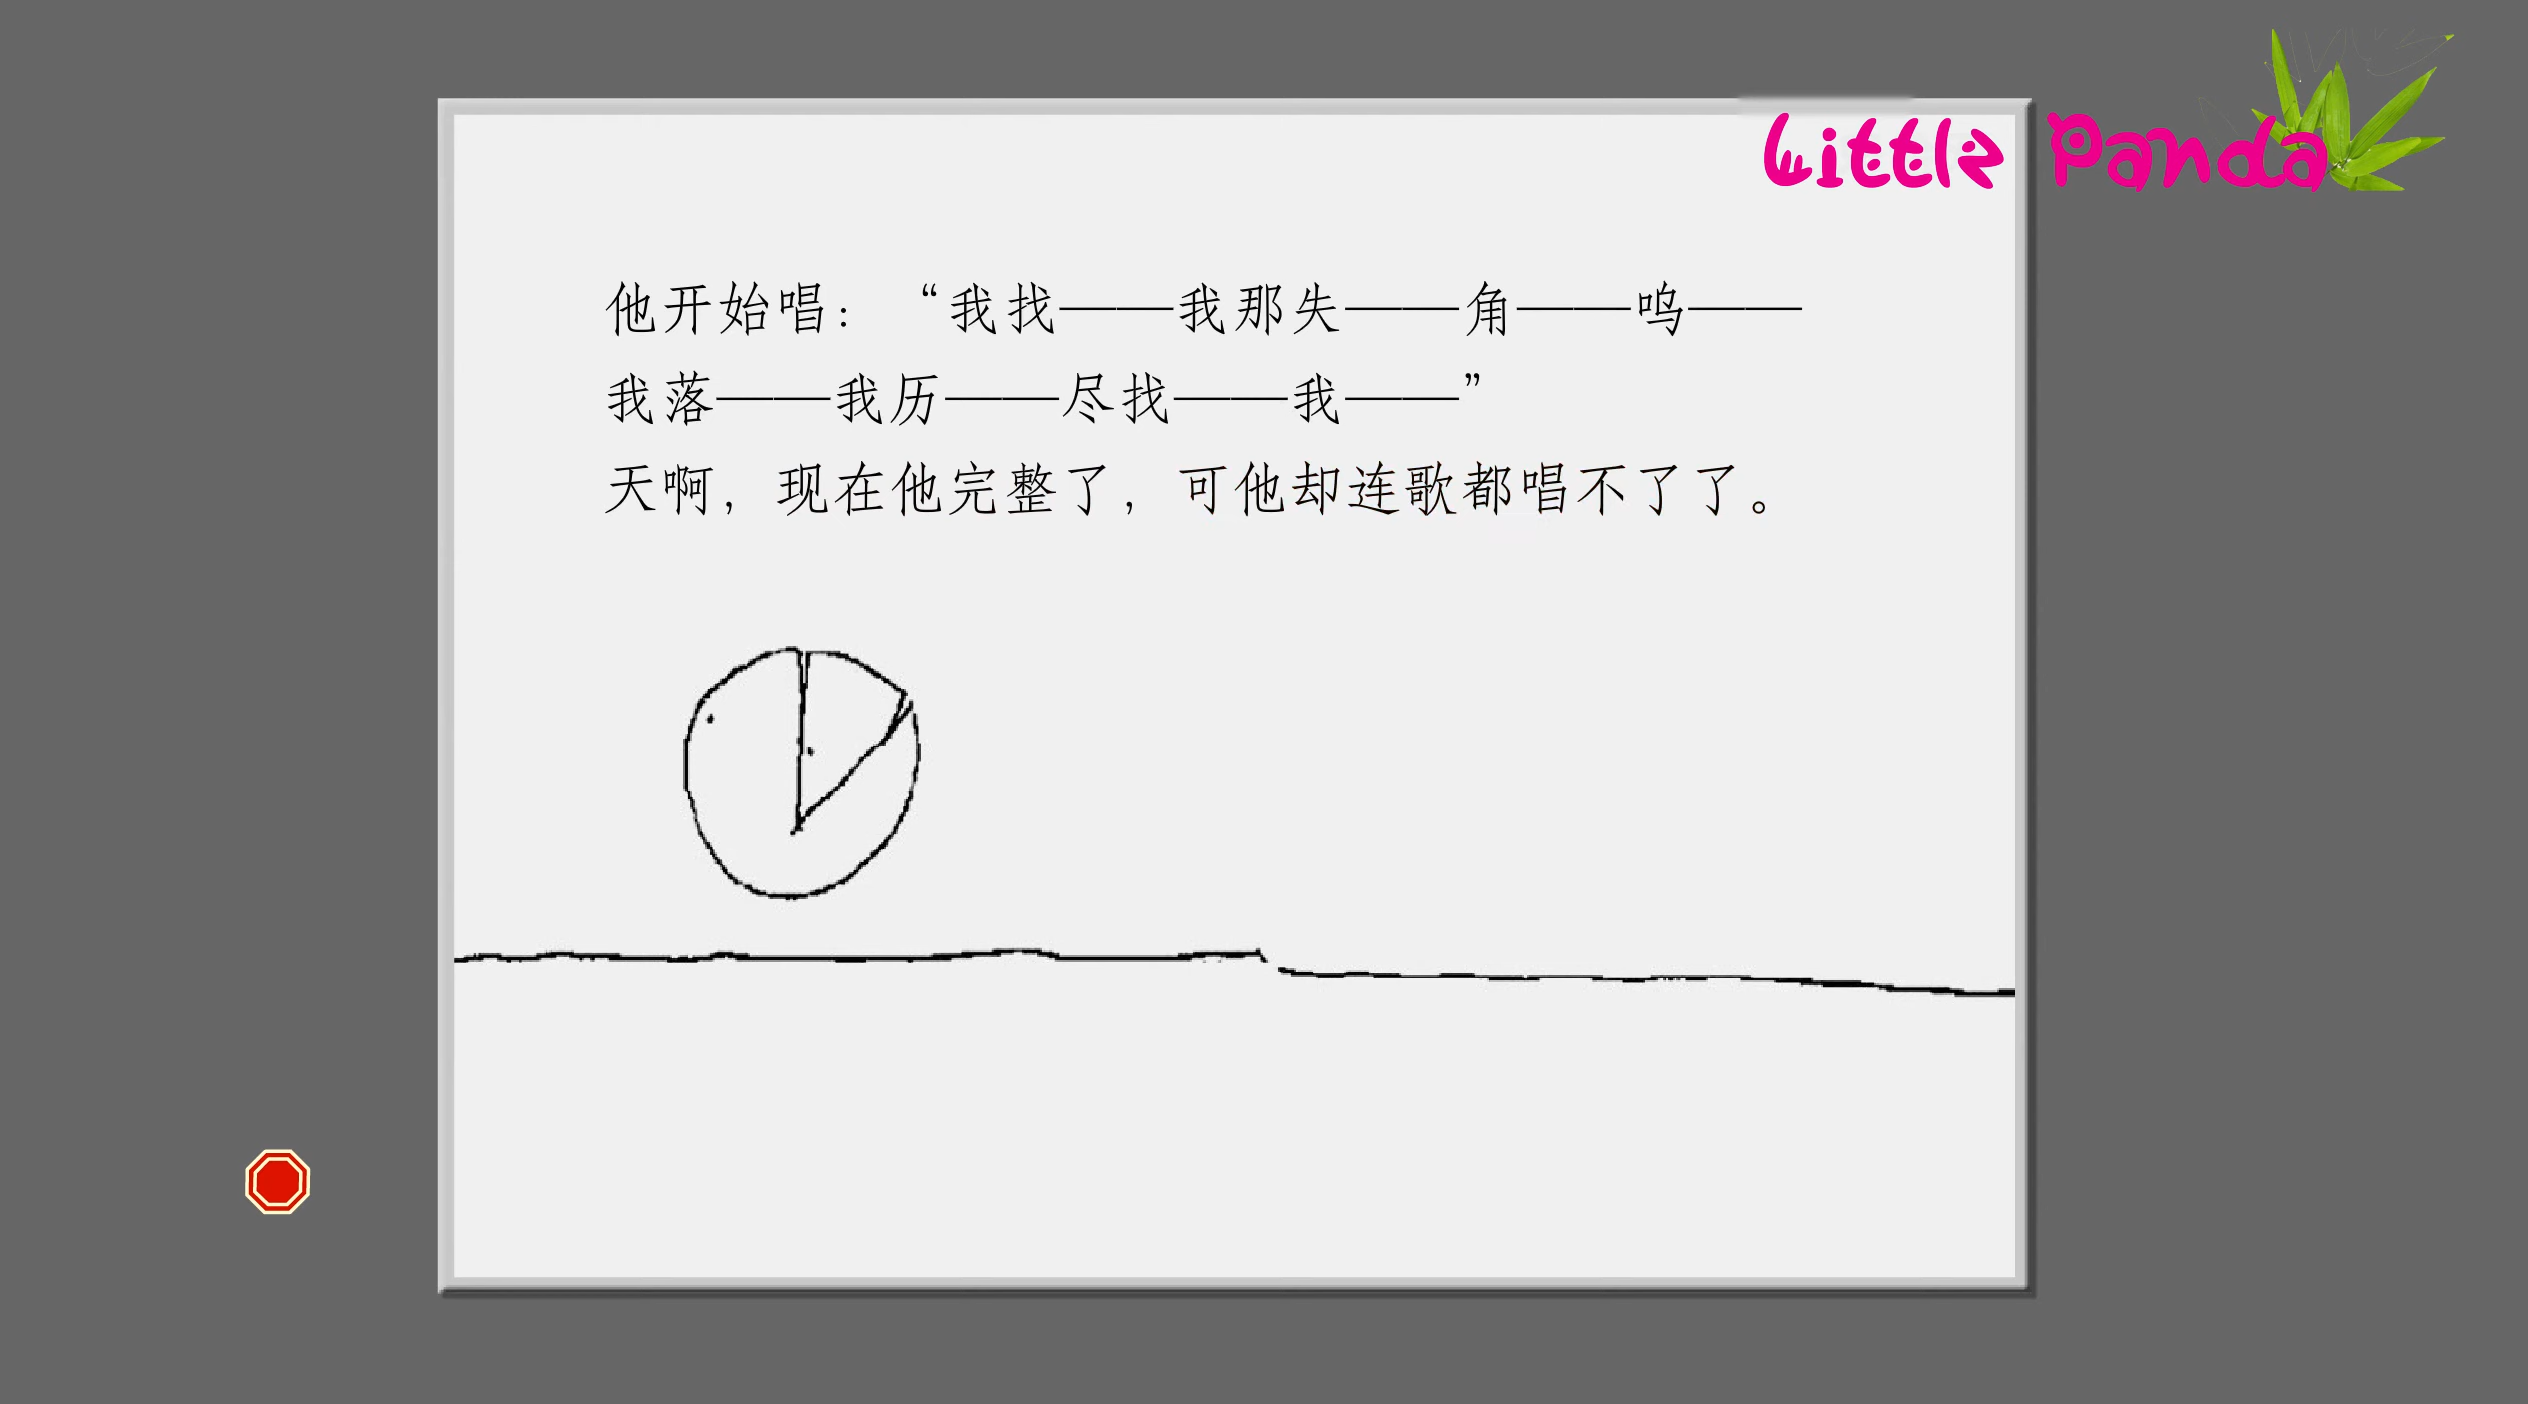 Little Panda
他开始唱：“我找——我那失——角——呜——
我落——我历——尽找——我——”
天啊，现在他完整了，可他却连歌都唱不了了。